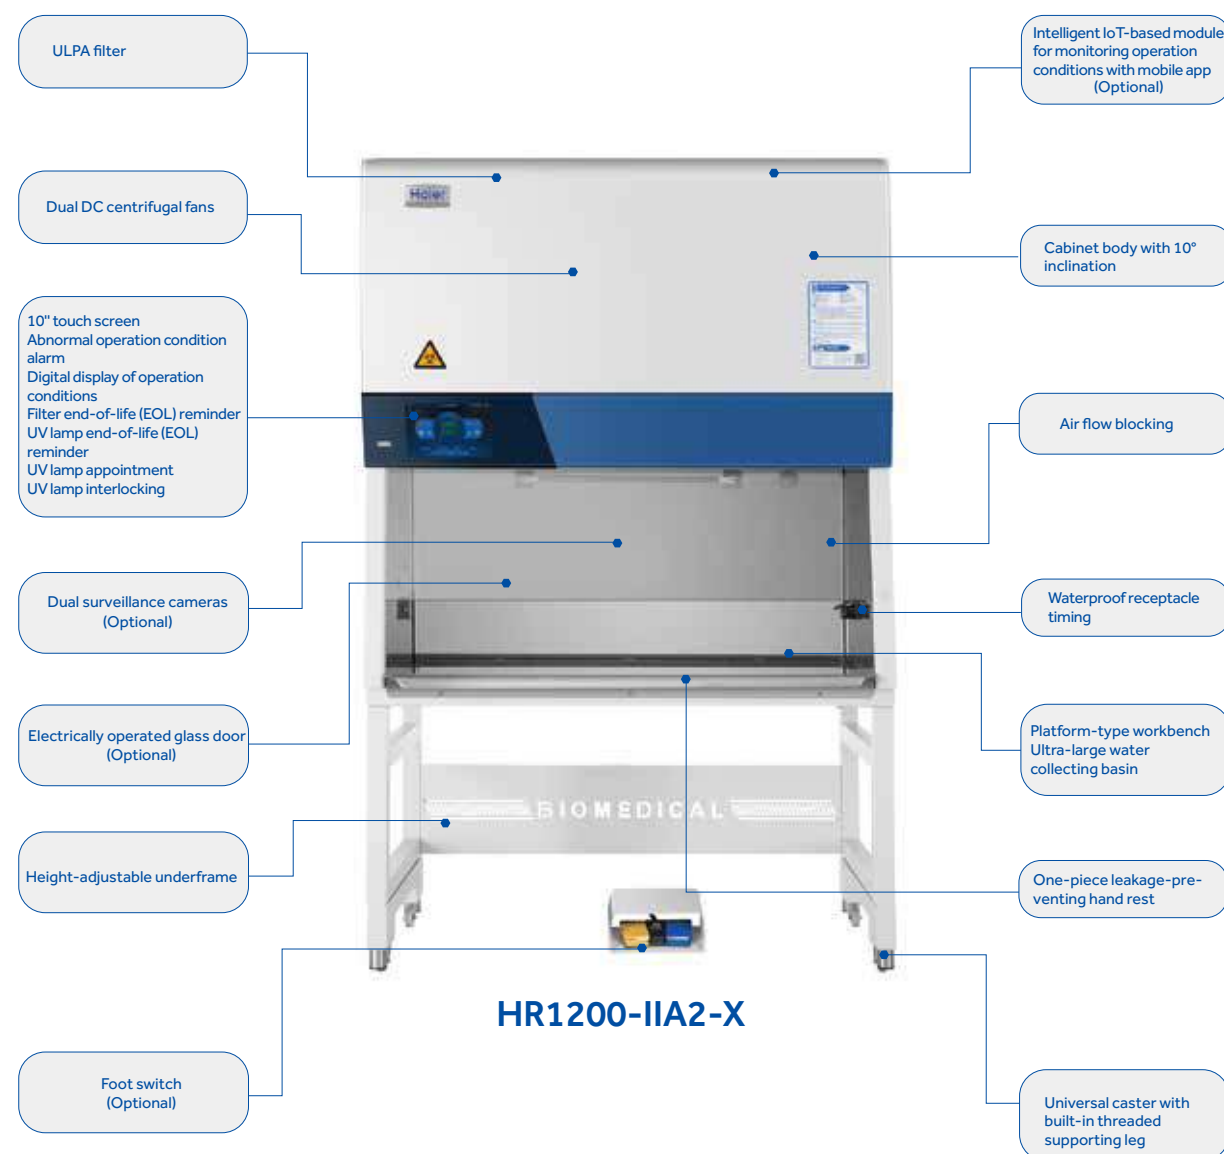 ULPA filter
Dual DC centrifugal fans
10" touch screen
Abnormal operation condition
alarm
Digital display of operation
conditions
Filter end-of-life (EOL) reminder
UV lamp end-of-life (EOL)
reminder
UV lamp appointment
UV lamp interlocking
Dual surveillance cameras
(Optional)
Electrically operated glass door
(Optional)
Height-adjustable underframe
Foot switch
(Optional)
Intelligent IoT-based module
for monitoring operation
conditions with mobile app
(Optional)
Cabinet body with 10°
inclination
Air flow blocking
Waterproof receptacle
timing
Platform-type workbench
Ultra-large water
collecting basin
One-piece leakage-pre-
venting hand rest
Universal caster with
built-in threaded
supporting leg
Haier
BIOMEDICAL
HR1200-IIA2-X